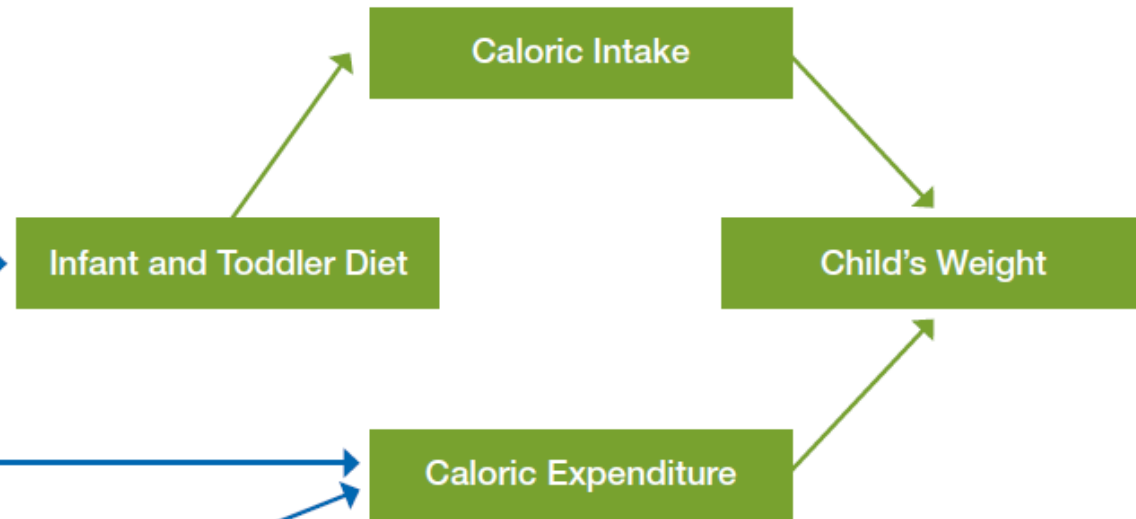 Caloric Intake
Infant and Toddler Diet
Child’s Weight
Caloric Expenditure